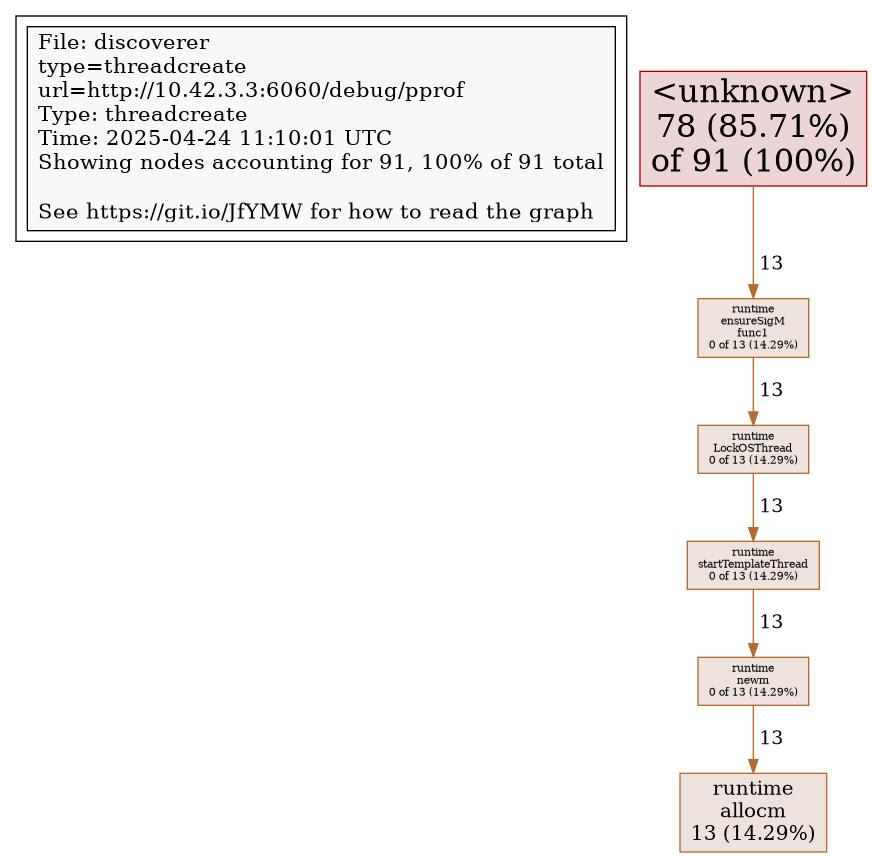 File: discoverer
type=threadcreate
url=http://10.42.3.3:6060/debug/pprof
Type: threadcreate
Time: 2025-04-24 11:10:01 UTC
Showing nodes accounting for 91, 100% of 91 total
See https://git.io/JfYMW for how to read the graph
<unknown>
78 (85.71%)
of 91 (100%)
13
runtime
ensureSigM
func1
0 of 13 (14.29%)
13
runtime
LockOSThread
0 of 13 (14.29%)
13
runtime
startTemplateThread
0 of 13 (14.29%)
13
runtime
newm
0 of 13 (14.29%)
13
runtime
allocm
13 (14.29%)